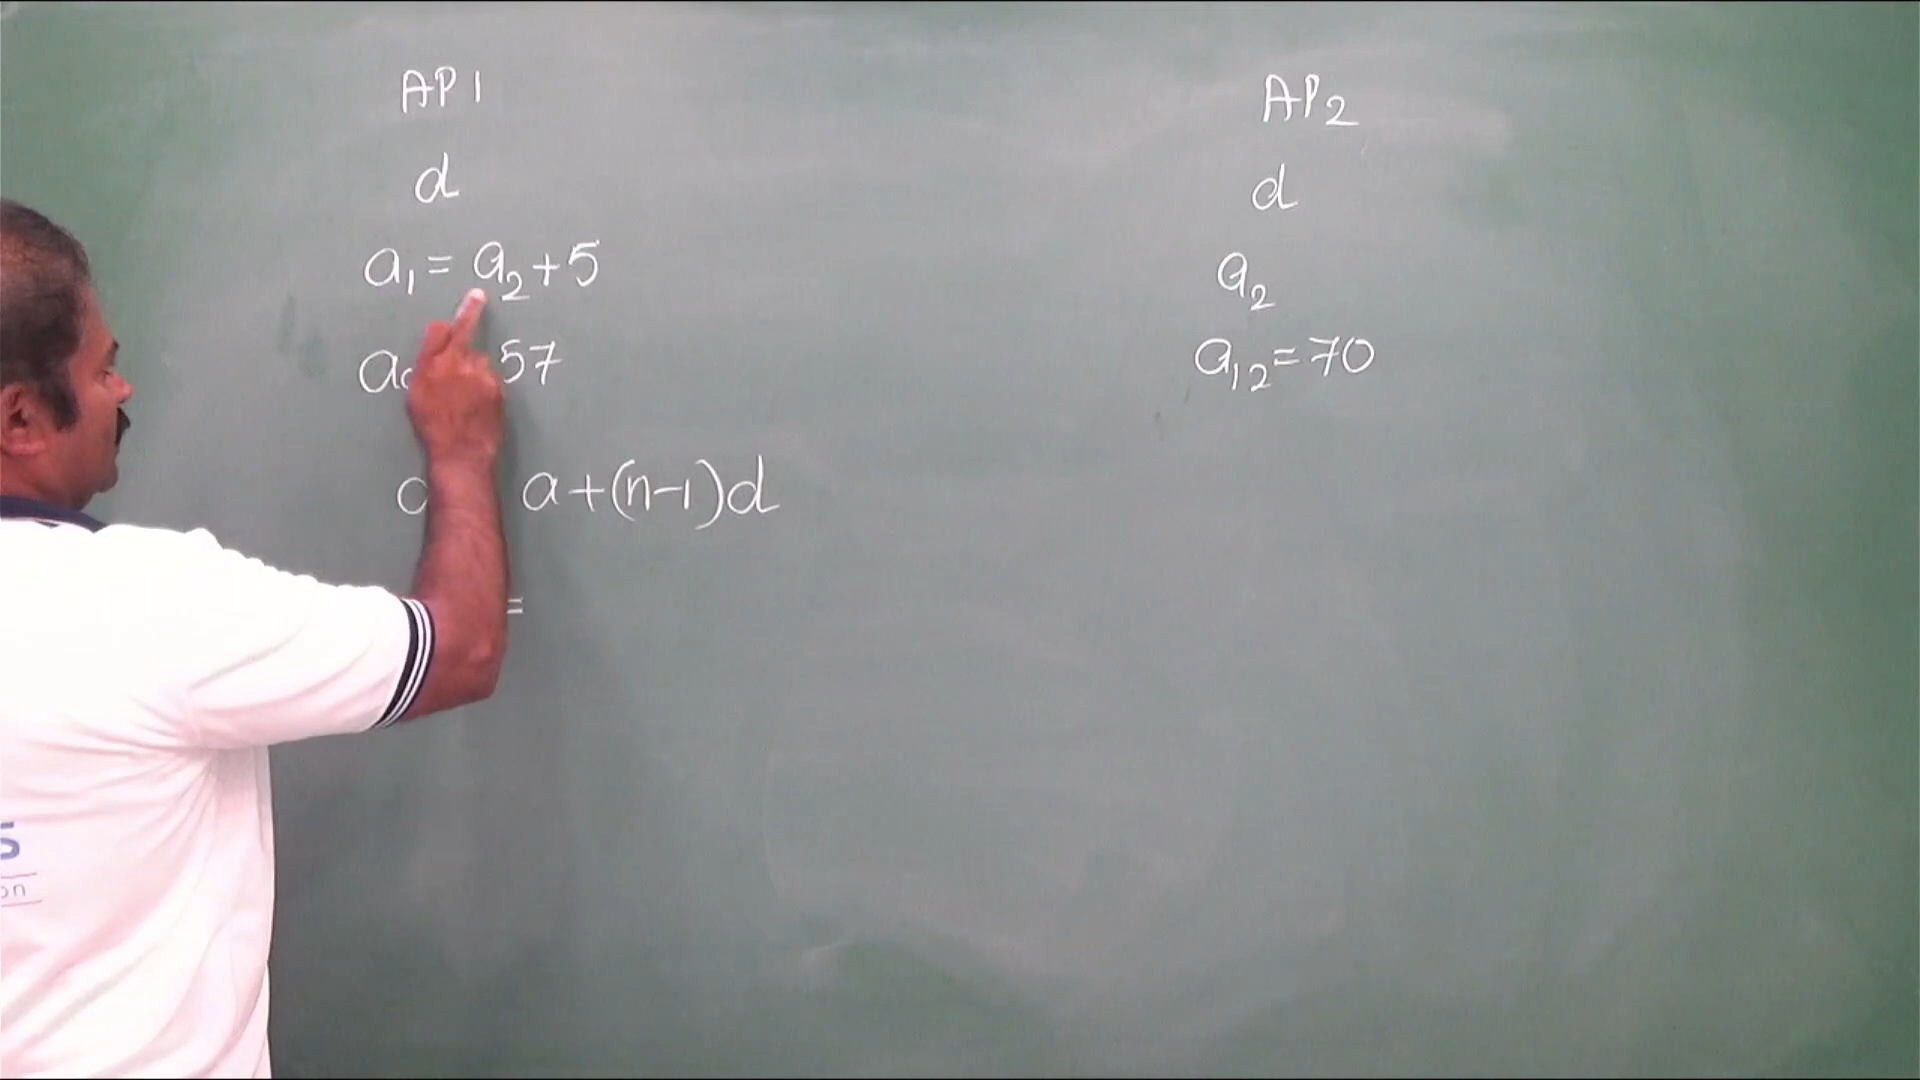 AP1
d
a₁ = a₂ + 5
57
a + (n-1)d
=
AP2
d
a₂
a₁₂ = 70